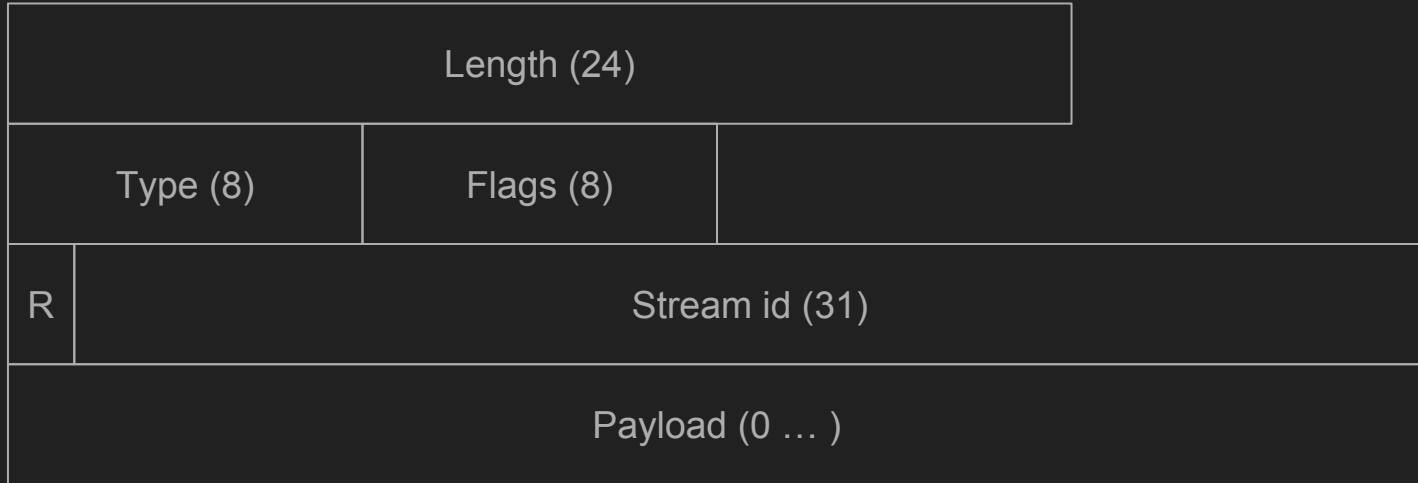 Length (24)
Type (8) Flags (8)
R Stream id (31)
Payload (0 … )